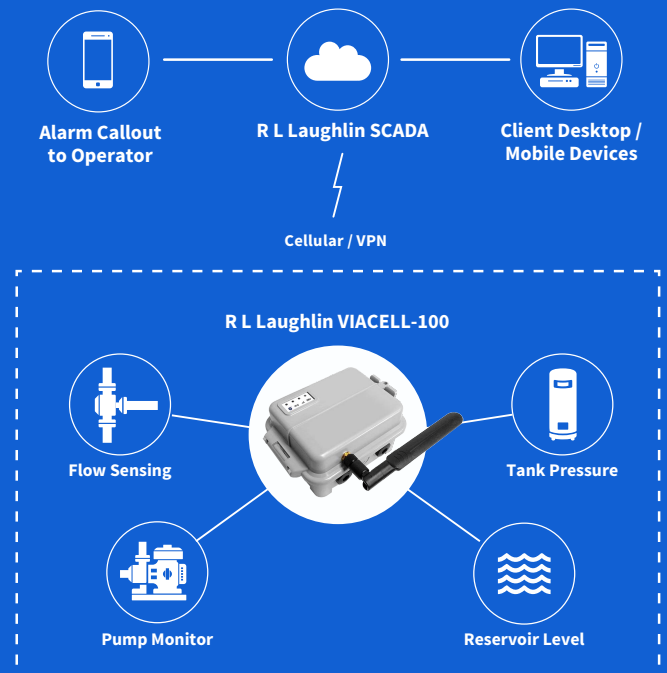 Alarm Callout
to Operator
R L Laughlin SCADA
Client Desktop /
Mobile Devices
Cellular / VPN
R L Laughlin VIACELL-100
Flow Sensing
Tank Pressure
Pump Monitor
Reservoir Level